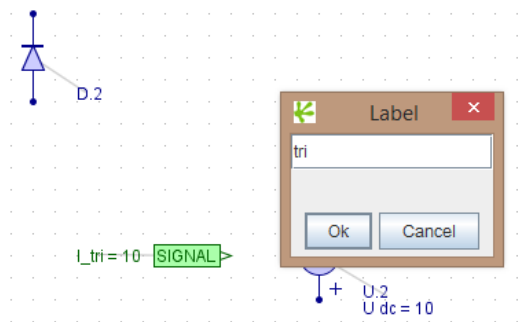 D.2
Label
tri
Ok Cancel
I_tri = 10 SIGNAL
+ U.2
U dc = 10